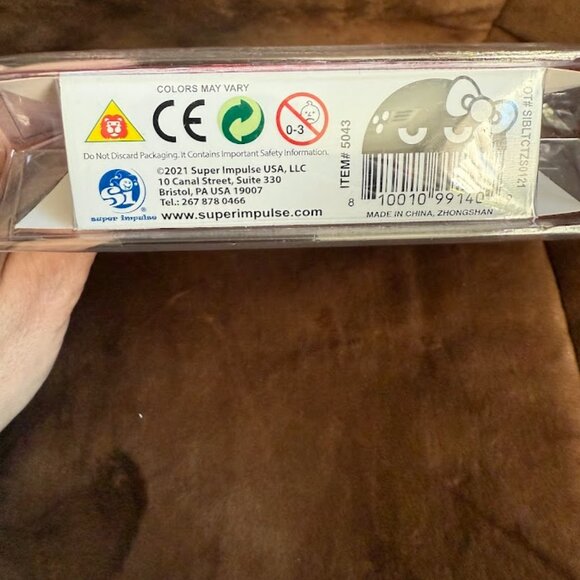 COLORS MAY VARY
CE
0-3
Do Not Discard Packaging. It Contains Important Safety Information.
super impulse ®
©2021 Super Impulse USA, LLC
10 Canal Street, Suite 330
Bristol, PA USA 19007
Tel.: 267 878 0466
www.superimpulse.com
ITEM# 5043
8 10010 99140
MADE IN CHINA, ZHONGSHAN